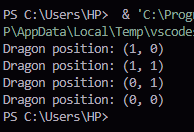 PS C:\Users\HP>  & 'C:\Prog
P\AppData\Local\Temp\vscodes
Dragon position: (1, 0)
Dragon position: (1, 1)
Dragon position: (0, 1)
Dragon position: (0, 0)
PS C:\Users\HP>